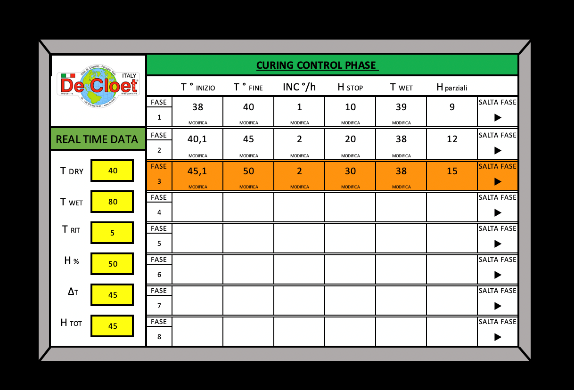 ITALY
De Cloet
CURING CONTROL PHASE
T ° INIZIO T ° FINE INC °/h H STOP T WET H parziali
FASE 1 38 MODIFICA 40 MODIFICA 1 MODIFICA 10 MODIFICA 39 MODIFICA 9 SALTA FASE
REAL TIME DATA
FASE 2 40,1 MODIFICA 45 MODIFICA 2 MODIFICA 20 MODIFICA 38 MODIFICA 12 SALTA FASE
FASE 3 45,1 MODIFICA 50 MODIFICA 2 MODIFICA 30 MODIFICA 38 MODIFICA 15 SALTA FASE
T DRY 40
T WET 80
FASE 4 SALTA FASE
T RIT 5
FASE 5 SALTA FASE
H % 50
FASE 6 SALTA FASE
ΔT 45
FASE 7 SALTA FASE
H TOT 45
FASE 8 SALTA FASE